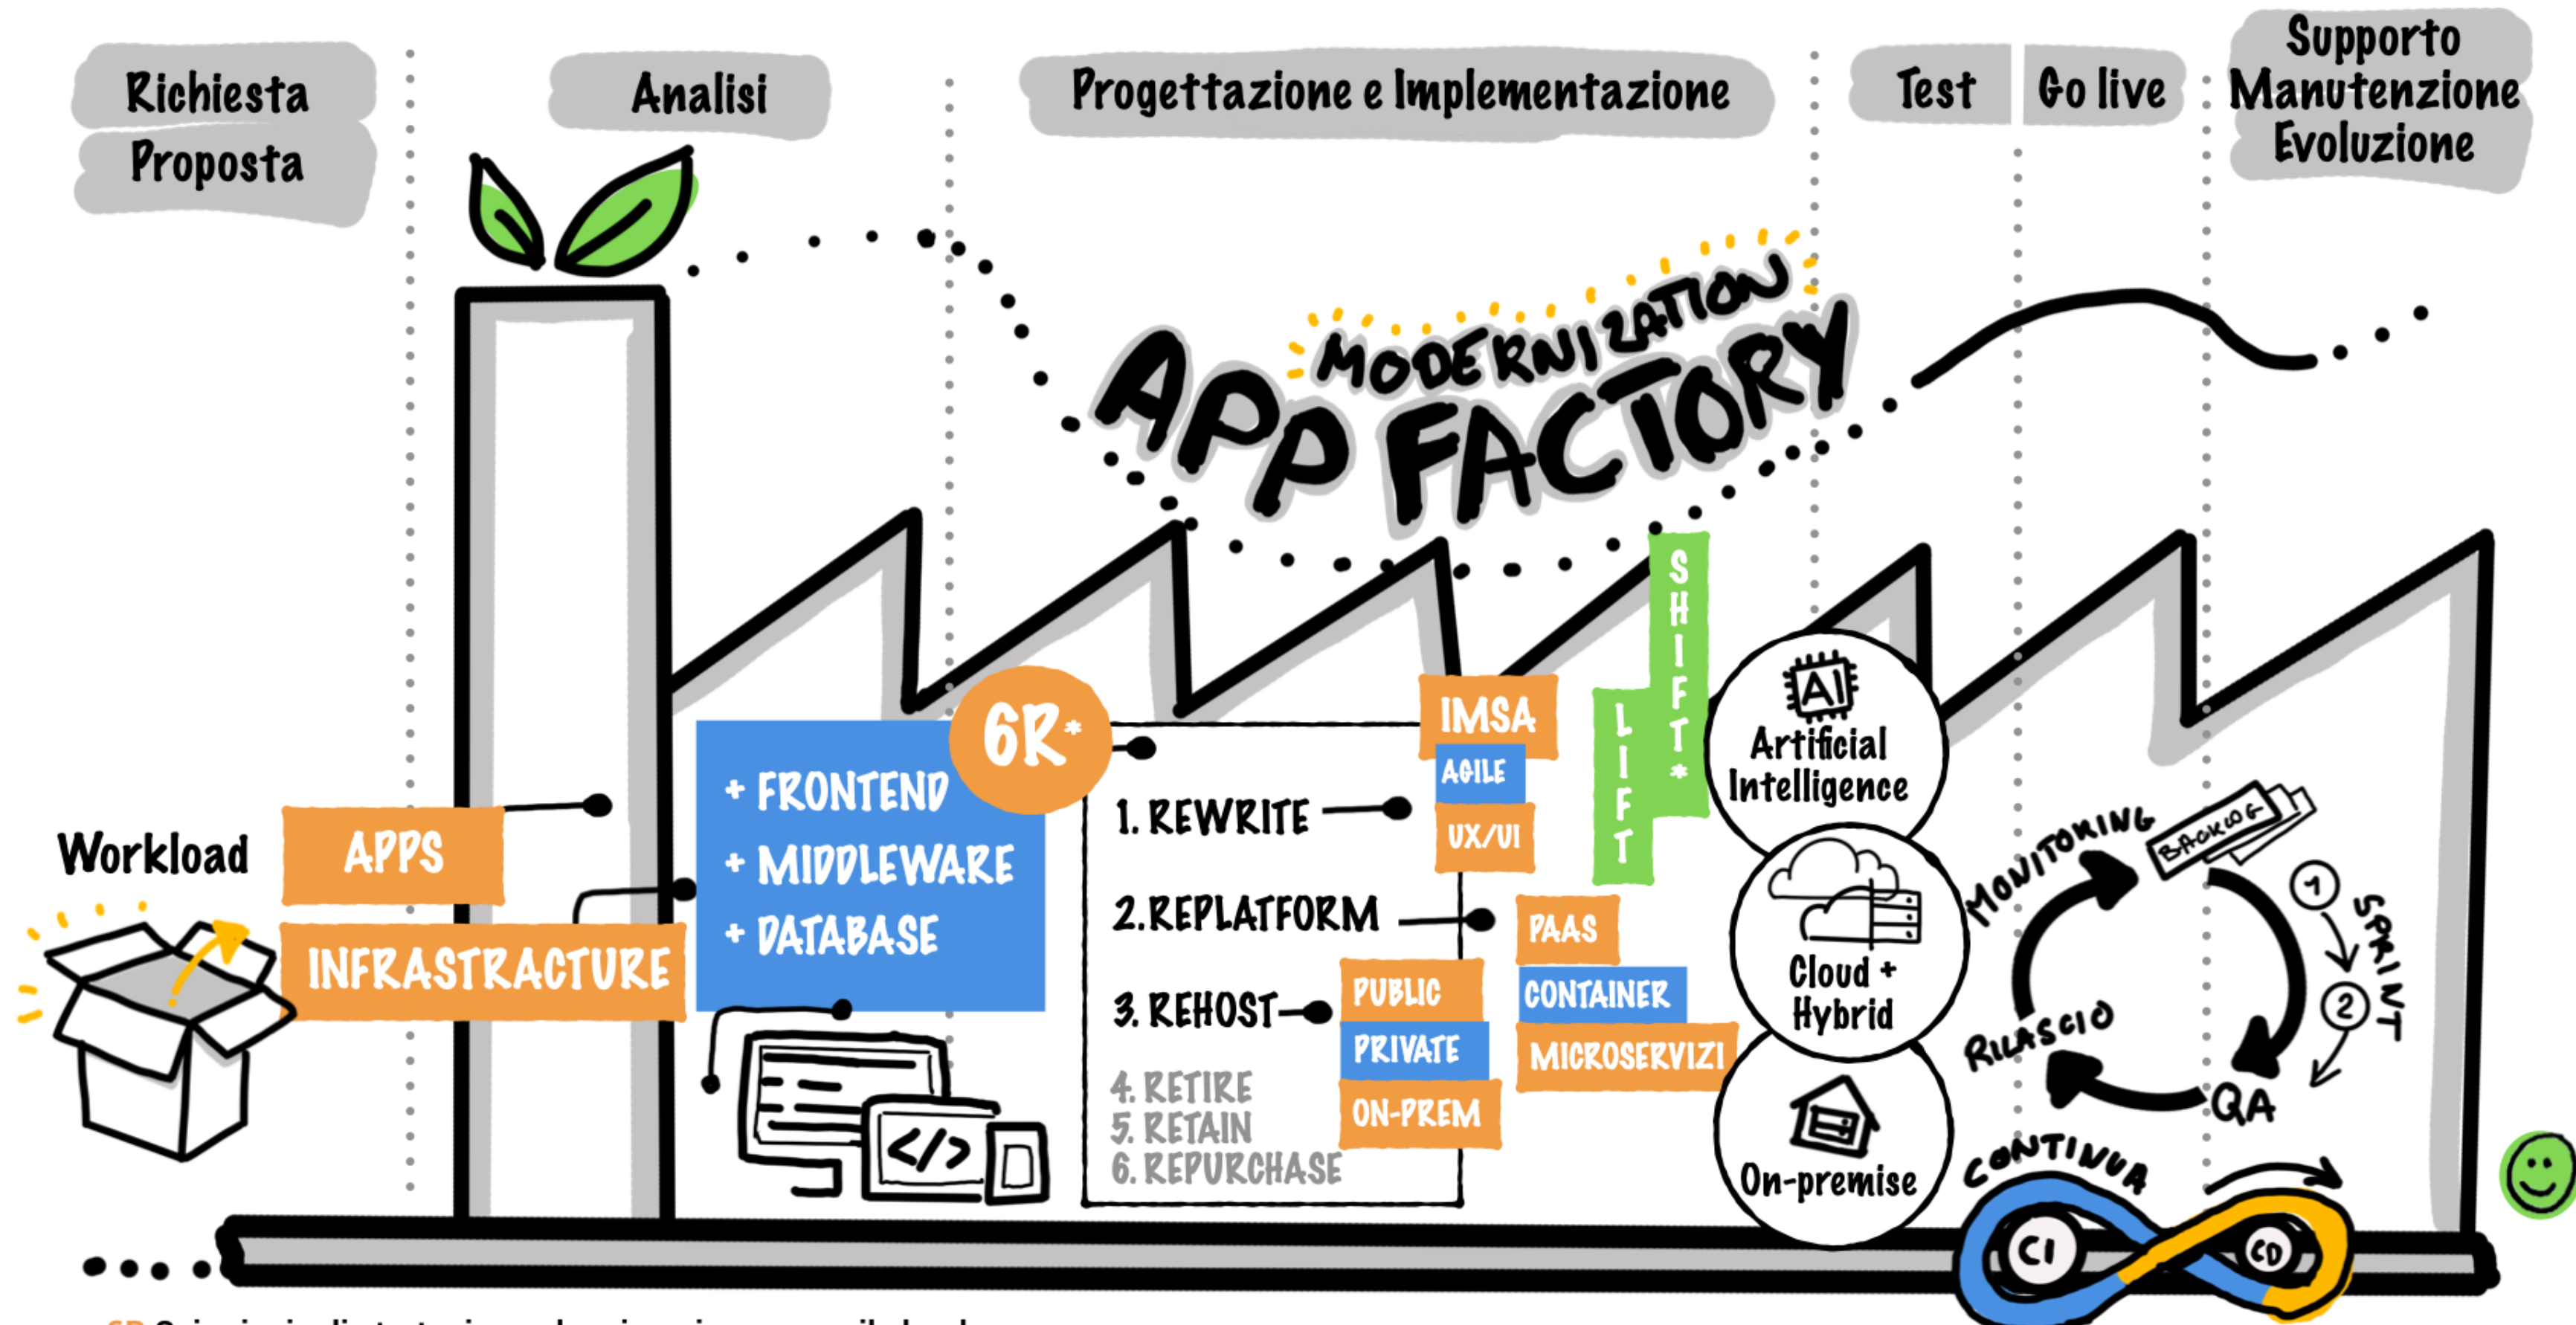 Richiesta
Proposta
Analisi
Progettazione e Implementazione
Test
Go live
Supporto
Manutenzione
Evoluzione
MODERNIZATION
APP FACTORY
Workload
APPS
INFRASTRACTURE
+ FRONTEND
+ MIDDLEWARE
+ DATABASE
6R*
1. REWRITE
2. REPLATFORM
3. REHOST
4. RETIRE
5. RETAIN
6. REPURCHASE
IMSA
AGILE
UX/UI
LIFT
SHIFT*
PAAS
CONTAINER
MICROSERVIZI
PUBLIC
PRIVATE
ON-PREM
AI
Artificial
Intelligence
Cloud +
Hybrid
On-premise
MONITORING
BACKLOG
1
SPRINT
2
QA
RILASCIO
CONTINUA
CI
CD
</>